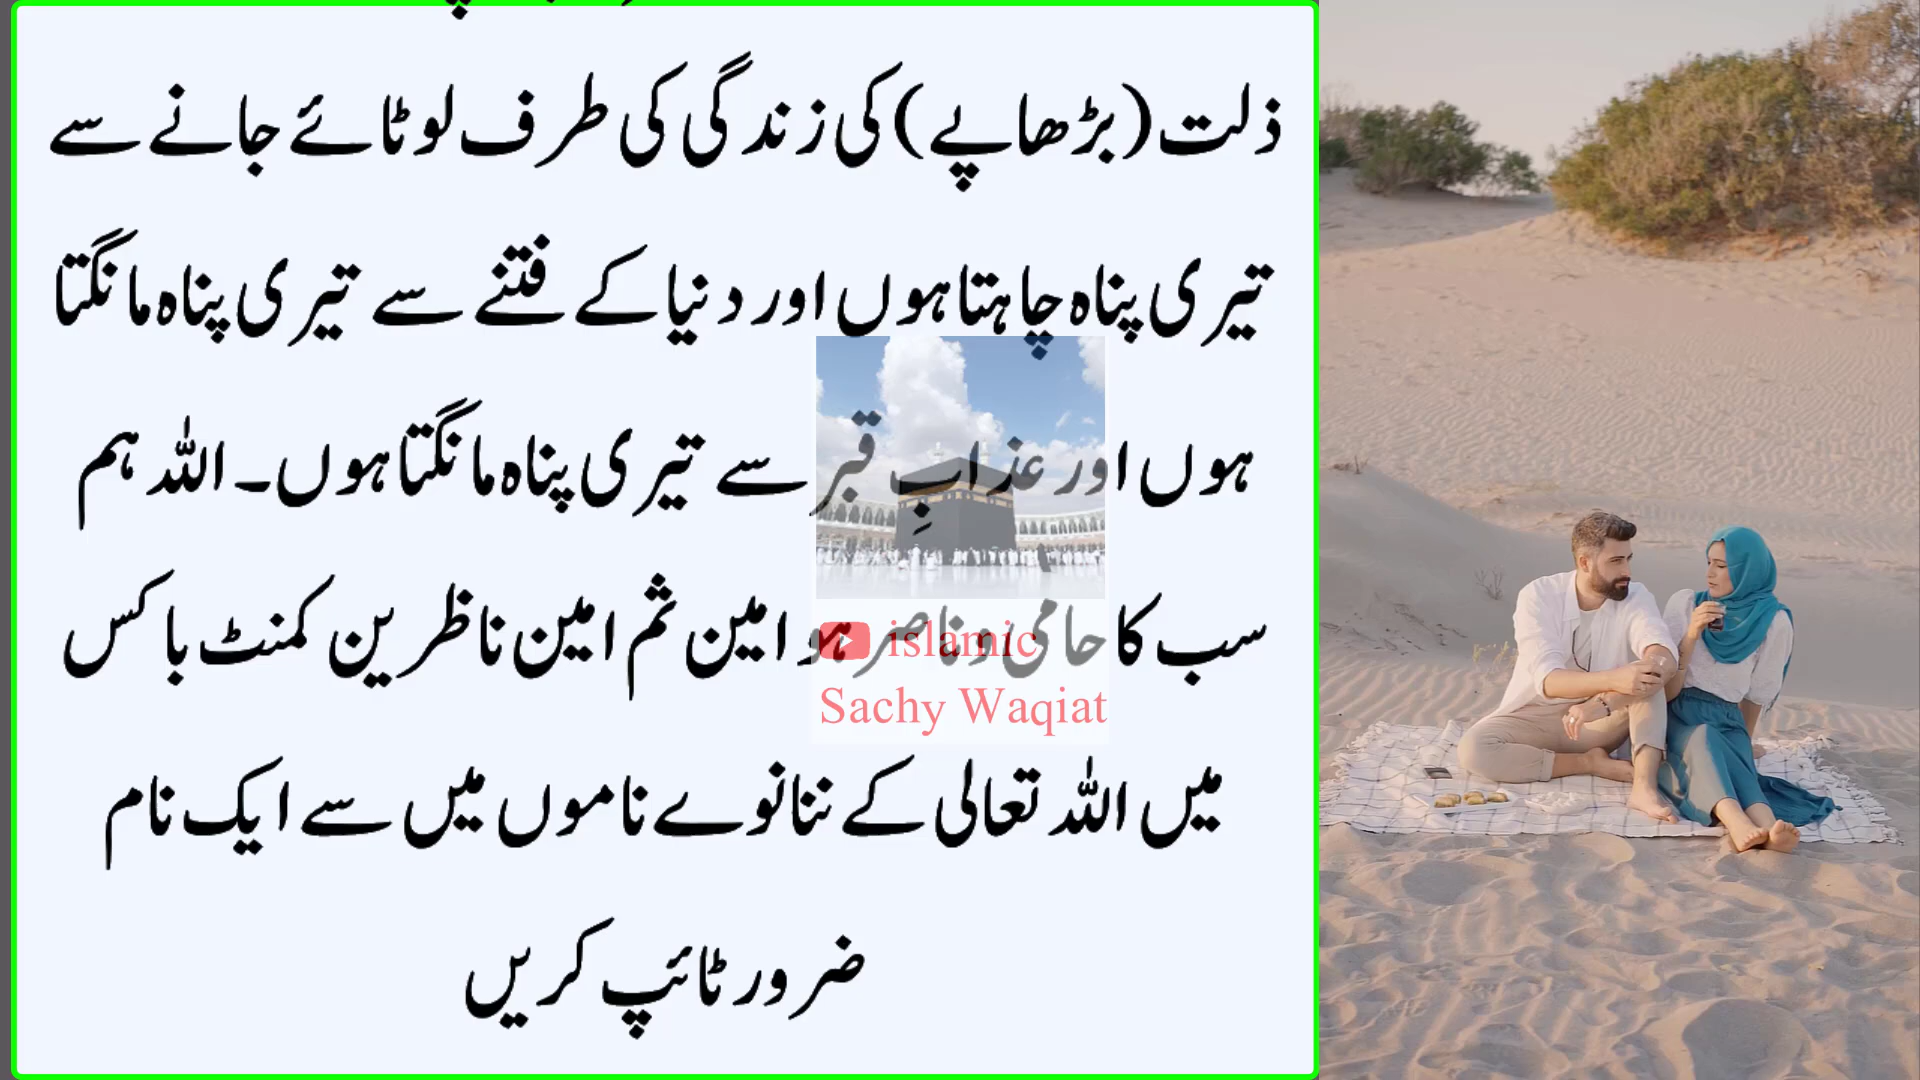 ذلت (بڑھاپے) کی زندگی کی طرف لوٹائے جانے سے
تیری پناہ چاہتا ہوں اور دنیا کے فتنے سے تیری پناہ مانگتا
ہوں اور عذابِ قبر سے تیری پناہ مانگتا ہوں۔ اللہ ہم
سب کا حامی و ناصر ہو امین ثم امین ناظرین کمنٹ باکس
میں اللہ تعالی کے ننانوے ناموں میں سے ایک نام
ضرور ٹائپ کریں
islamic
Sachy Waqiat